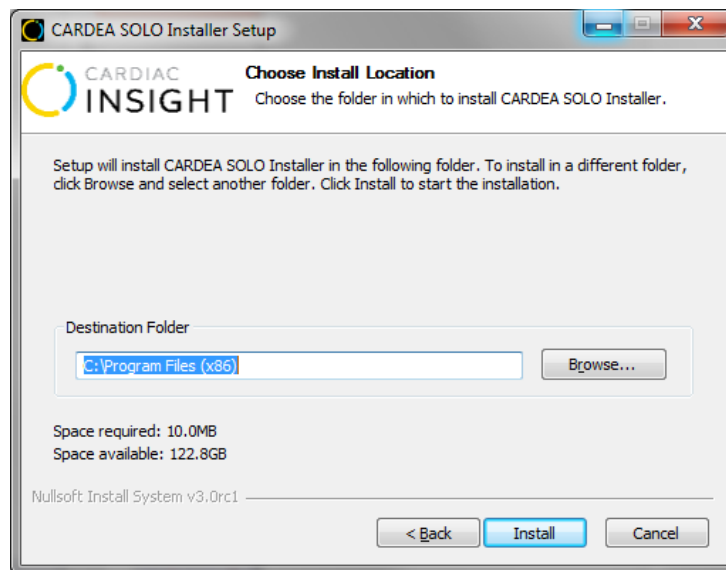 CARDEA SOLO Installer Setup
CARDIAC
INSIGHT
Choose Install Location
Choose the folder in which to install CARDEA SOLO Installer.
Setup will install CARDEA SOLO Installer in the following folder. To install in a different folder,
click Browse and select another folder. Click Install to start the installation.
Destination Folder
C:\Program Files (x86)
Browse...
Space required: 10.0MB
Space available: 122.8GB
Nullsoft Install System v3.0rc1
< Back
Install
Cancel